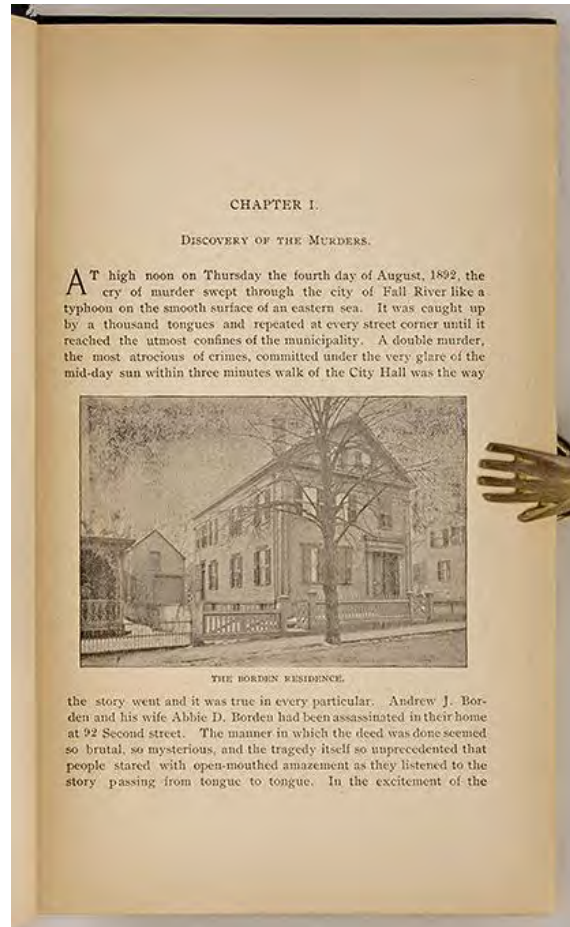 CHAPTER I.
DISCOVERY OF THE MURDERS.
AT high noon on Thursday the fourth day of August, 1892, the
cry of murder swept through the city of Fall River like a
typhoon on the smooth surface of an eastern sea. It was caught up
by a thousand tongues and repeated at every street corner until it
reached the utmost confines of the municipality. A double murder,
the most atrocious of crimes, committed under the very glare of the
mid-day sun within three minutes walk of the City Hall was the way
THE BORDEN RESIDENCE.
the story went and it was true in every particular. Andrew J. Bor-
den and his wife Abbie D. Borden had been assassinated in their home
at 92 Second street. The manner in which the deed was done seemed
so brutal, so mysterious, and the tragedy itself so unprecedented that
people stared with open-mouthed amazement as they listened to the
story passing from tongue to tongue. In the excitement of the